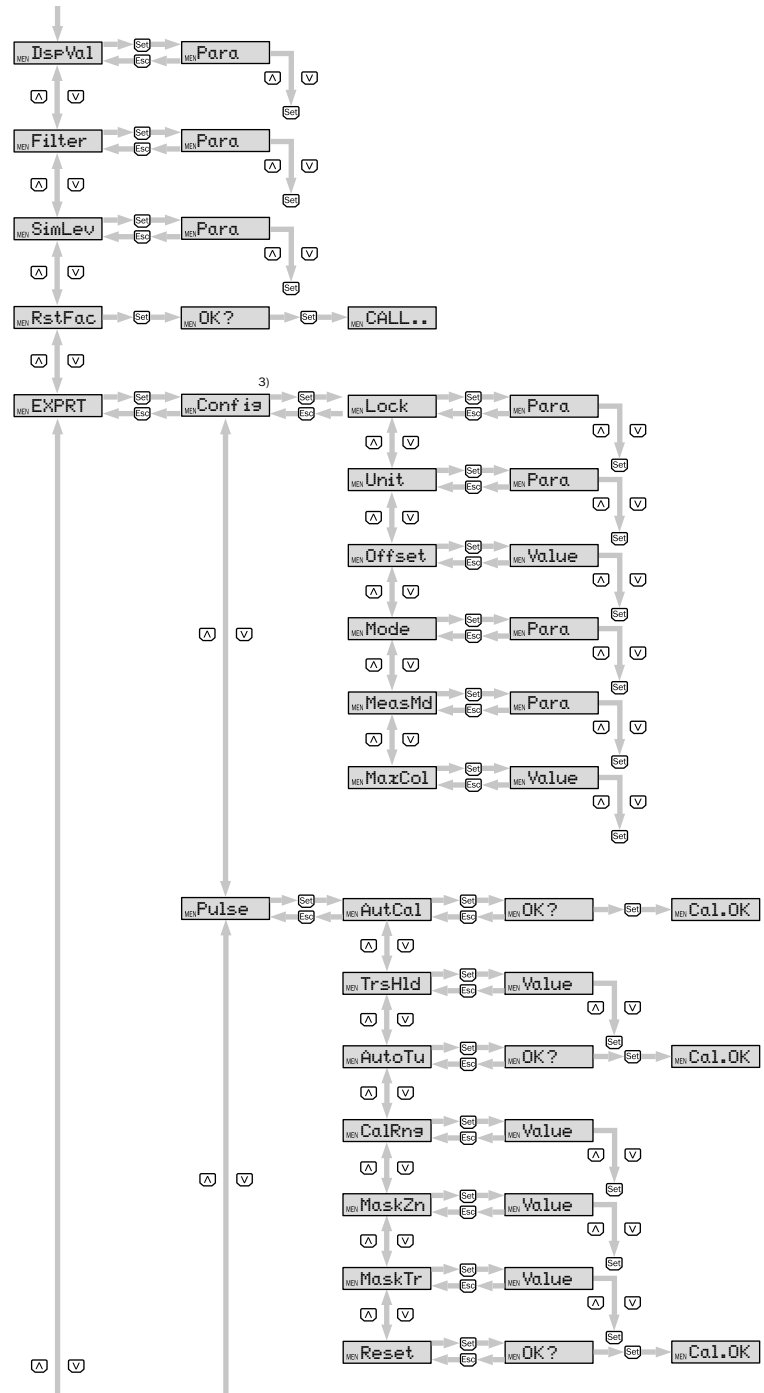 MEN DspVal Set Esc MEN Para
Λ V
Set
Λ V
MEN Filter Set Esc MEN Para
Λ V
Set
Λ V
MEN SimLev Set Esc MEN Para
Λ V
Set
Λ V
MEN RstFac Set MEN OK? Set MEN CALL..
Λ V
3)
MEN EXPRT Set Esc MEN Config Set Esc MEN Lock Set Esc MEN Para
Λ V
Set
Λ V
MEN Unit Set Esc MEN Para
Λ V
Set
Λ V
MEN Offset Set Esc MEN Value
Λ V
Set
Λ V
MEN Mode Set Esc MEN Para
Λ V
Set
Λ V
Λ V
MEN MeasMd Set Esc MEN Para
Λ V
Set
Λ V
MEN MaxCol Set Esc MEN Value
Λ V
Set
MEN Pulse Set Esc MEN AutCal Set Esc MEN OK? Set MEN Cal.OK
Λ V
MEN TrsHld Set Esc MEN Value
Λ V
Set
Λ V
MEN AutoTu Set Esc MEN OK? Set MEN Cal.OK
Λ V
MEN CalRng Set Esc MEN Value
Λ V
Set
Λ V
Λ V
MEN MaskZn Set Esc MEN Value
Λ V
Set
Λ V
MEN MaskTr Set Esc MEN Value
Λ V
Set
Λ V
MEN Reset Set Esc MEN OK? Set MEN Cal.OK
Λ V